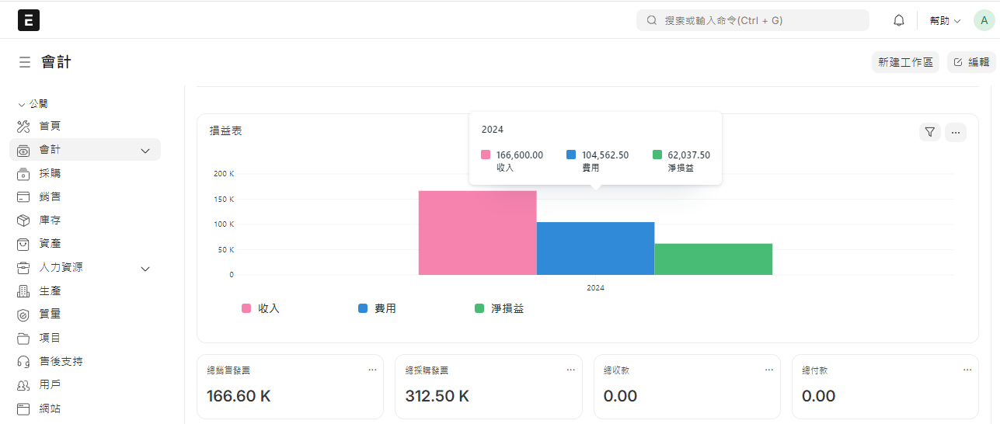 E
搜索或輸入命令(Ctrl + G)
幫助
A
會計
新建工作區
編輯
公開
首頁
會計
採購
銷售
庫存
資產
人力資源
生產
質量
項目
售後支持
用戶
網站
損益表
2024
166,600.00
收入
104,562.50
費用
62,037.50
淨損益
200 K
150 K
100 K
50 K
0
2024
收入
費用
淨損益
總銷售發票
166.60 K
總採購發票
312.50 K
總收款
0.00
總付款
0.00